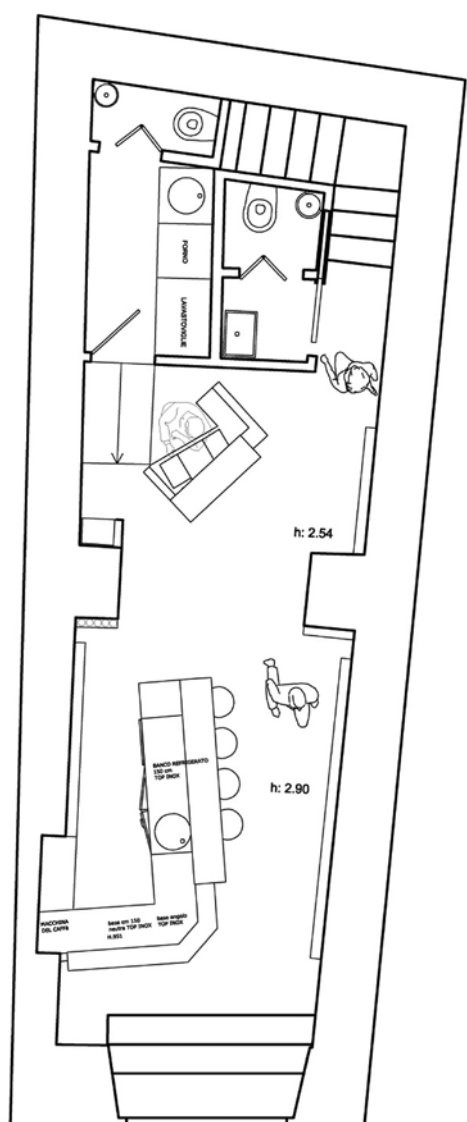 FORNO
LAVASTOVIGLIE
h: 2.54
BANCO REFRIGERATO
150 cm
TOP INOX
h: 2.90
MACCHINA
DEL CAFFè
base cm 150
neutra TOP INOX
H.951
base angolo
TOP INOX